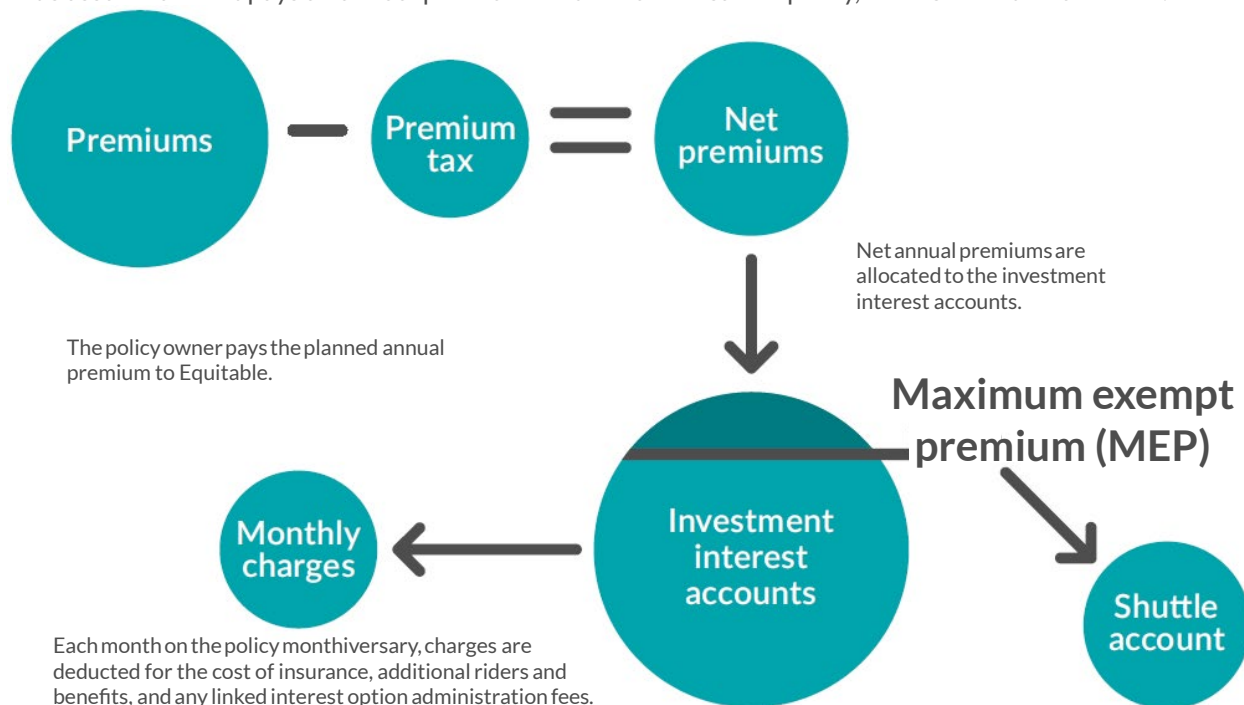 Premiums
Premium
tax
Net
premiums
Net annual premiums are
allocated to the investment
interest accounts.
The policy owner pays the planned annual
premium to Equitable.
Maximum exempt
premium (MEP)
Monthly
charges
Investment
interest
accounts
Shuttle
account
Each month on the policy monthiversary, charges are
deducted for the cost of insurance, additional riders and
benefits, and any linked interest option administration fees.